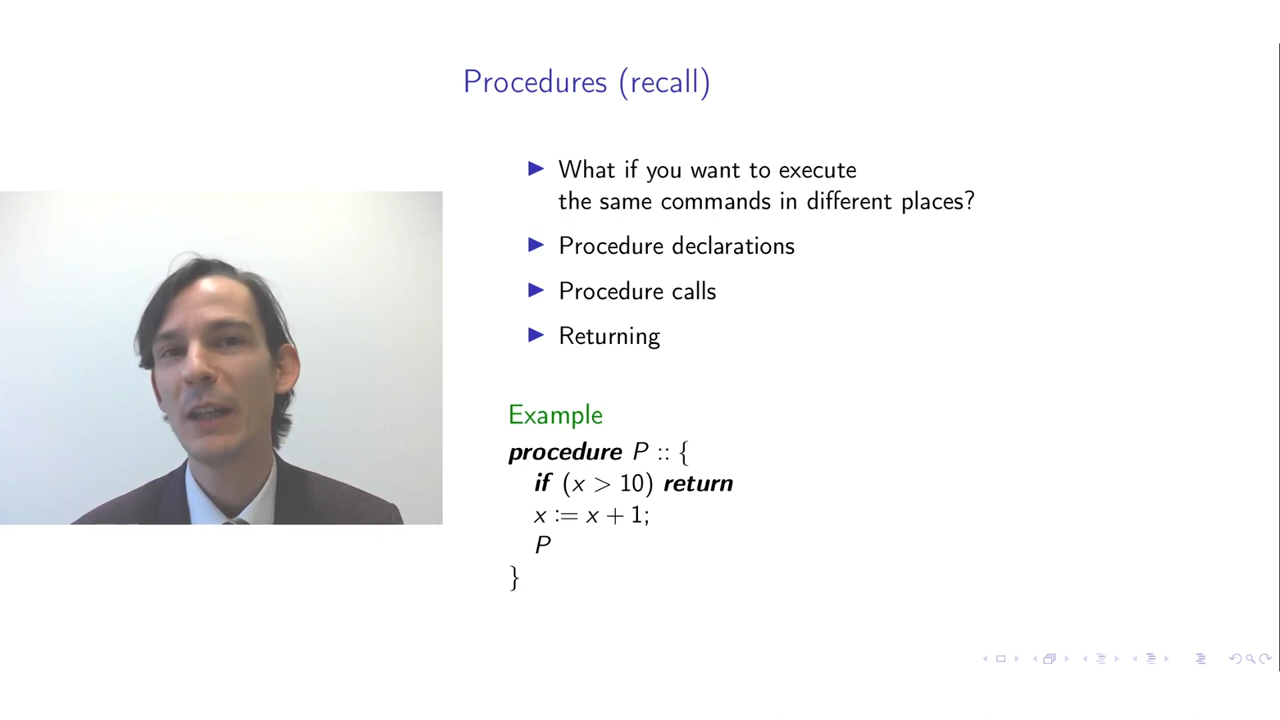 Procedures (recall)
What if you want to execute
the same commands in different places?
Procedure declarations
Procedure calls
Returning
Example
procedure P :: {
if (x > 10) return
x := x + 1;
P
}